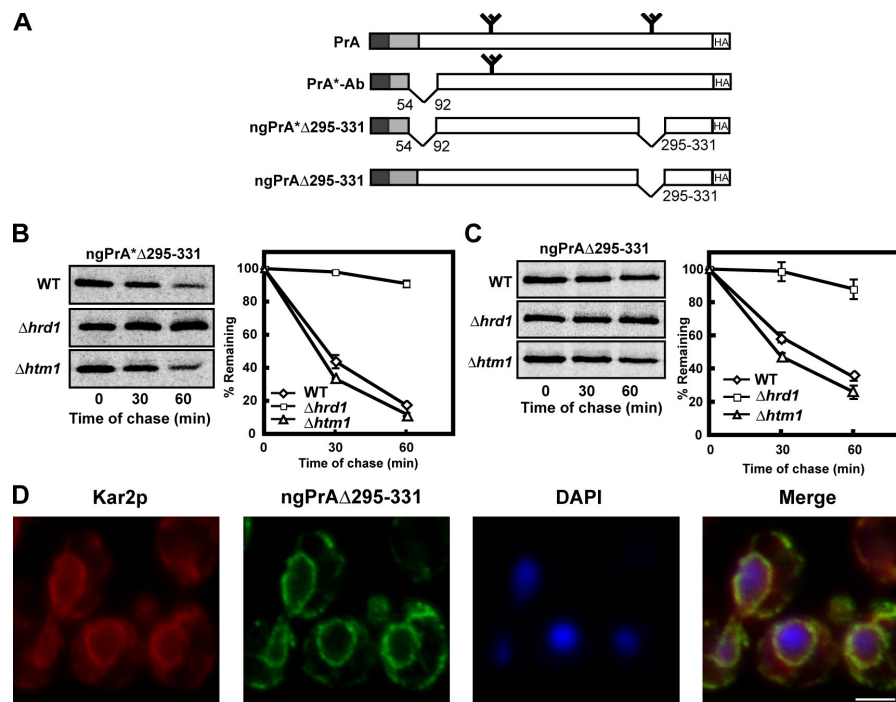 A
PrA
HA
PrA*-Ab
HA
54 92
ngPrA*Δ295-331
HA
54 92 295-331
ngPrAΔ295-331
HA
295-331
B
ngPrA*Δ295-331
WT
Δhrd1
Δhtm1
0 30 60
Time of chase (min)
% Remaining
100
80
60
40
20
0
WT
Δhrd1
Δhtm1
0 30 60
Time of chase (min)
C
ngPrAΔ295-331
WT
Δhrd1
Δhtm1
0 30 60
Time of chase (min)
% Remaining
100
80
60
40
20
0
WT
Δhrd1
Δhtm1
0 30 60
Time of chase (min)
D
Kar2p ngPrAΔ295-331 DAPI Merge